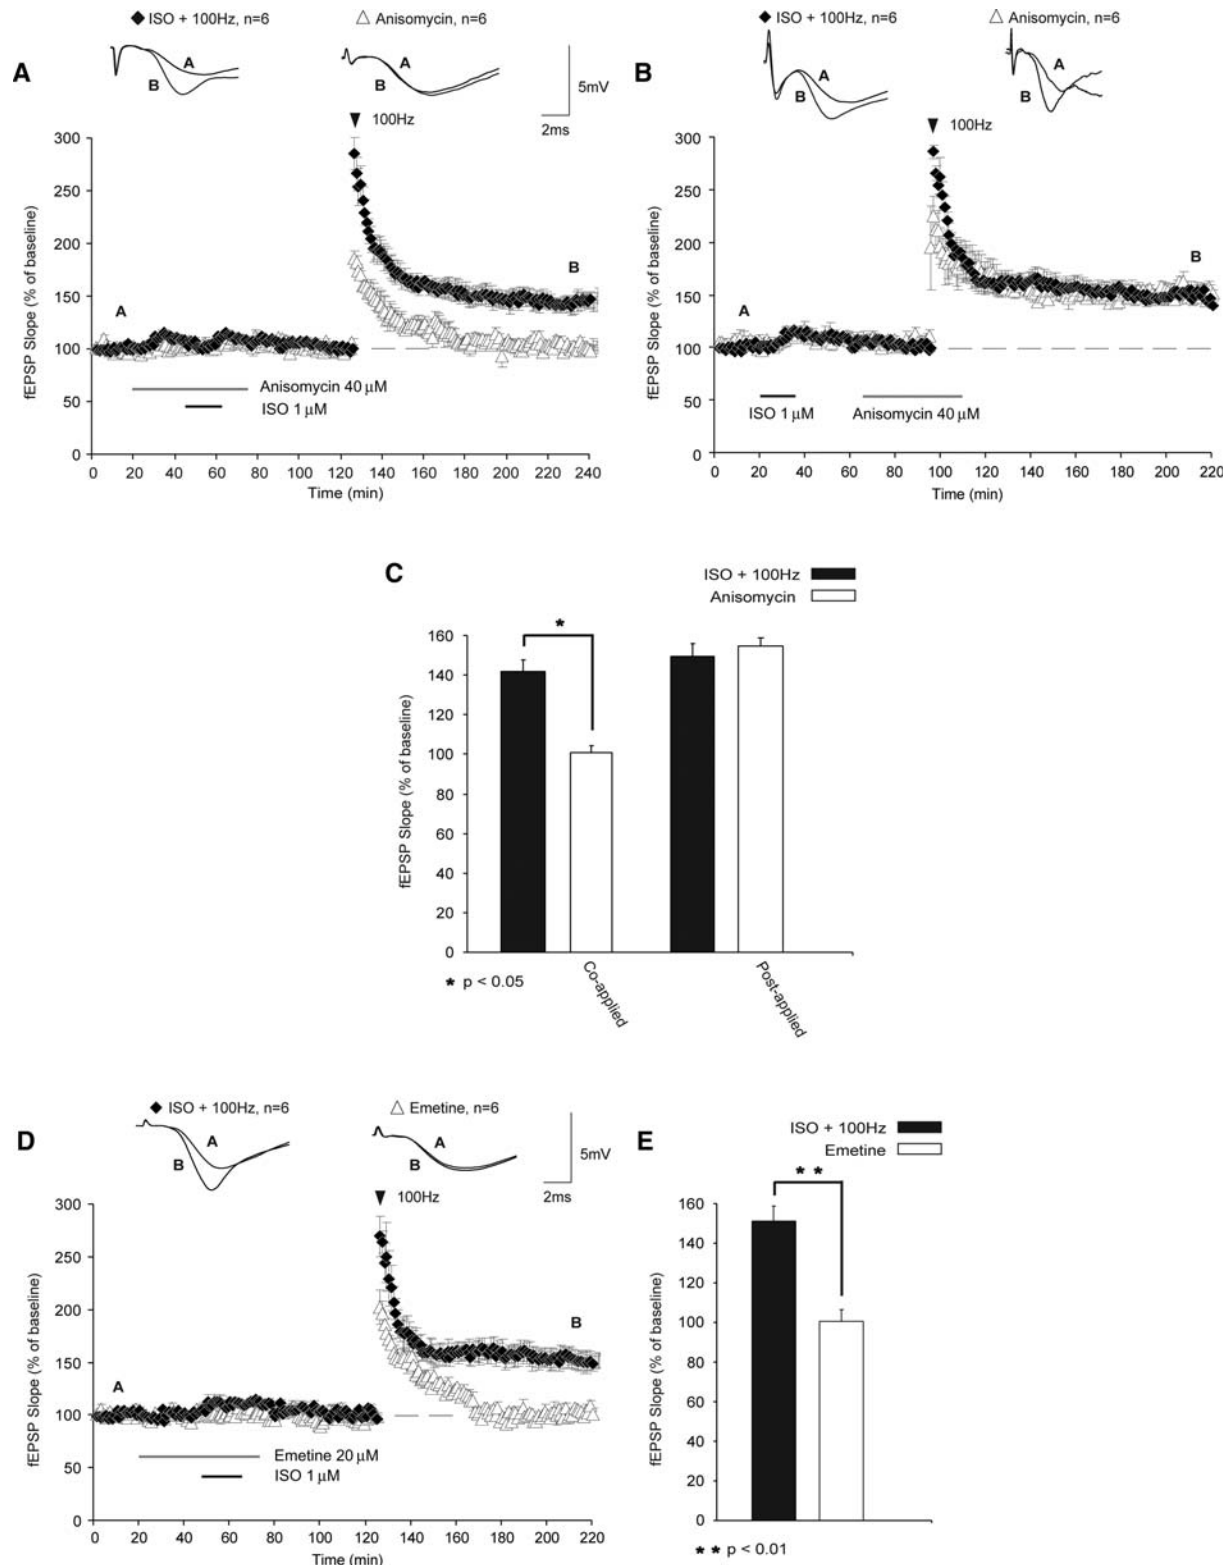 ◆ ISO + 100Hz, n=6
△ Anisomycin, n=6
A
A
B
A
B
5mV
2ms
▼ 100Hz
fEPSP Slope (% of baseline)
300
250
200
150
100
50
0
A
B
Anisomycin 40 μM
ISO 1 μM
0 20 40 60 80 100 120 140 160 180 200 220 240
Time (min)
◆ ISO + 100Hz, n=6
△ Anisomycin, n=6
B
A
B
A
B
▼ 100Hz
fEPSP Slope (% of baseline)
300
250
200
150
100
50
0
A
B
ISO 1 μM
Anisomycin 40 μM
0 20 40 60 80 100 120 140 160 180 200 220
Time (min)
C
ISO + 100Hz
Anisomycin
*
fEPSP Slope (% of baseline)
160
140
120
100
80
60
40
20
0
Co-applied
Post-applied
* p < 0.05
◆ ISO + 100Hz, n=6
△ Emetine, n=6
D
A
B
A
B
5mV
2ms
▼ 100Hz
fEPSP Slope (% of baseline)
300
250
200
150
100
50
0
A
B
Emetine 20 μM
ISO 1 μM
0 20 40 60 80 100 120 140 160 180 200 220
Time (min)
E
ISO + 100Hz
Emetine
* *
fEPSP Slope (% of baseline)
160
140
120
100
80
60
40
20
0
* * p < 0.01